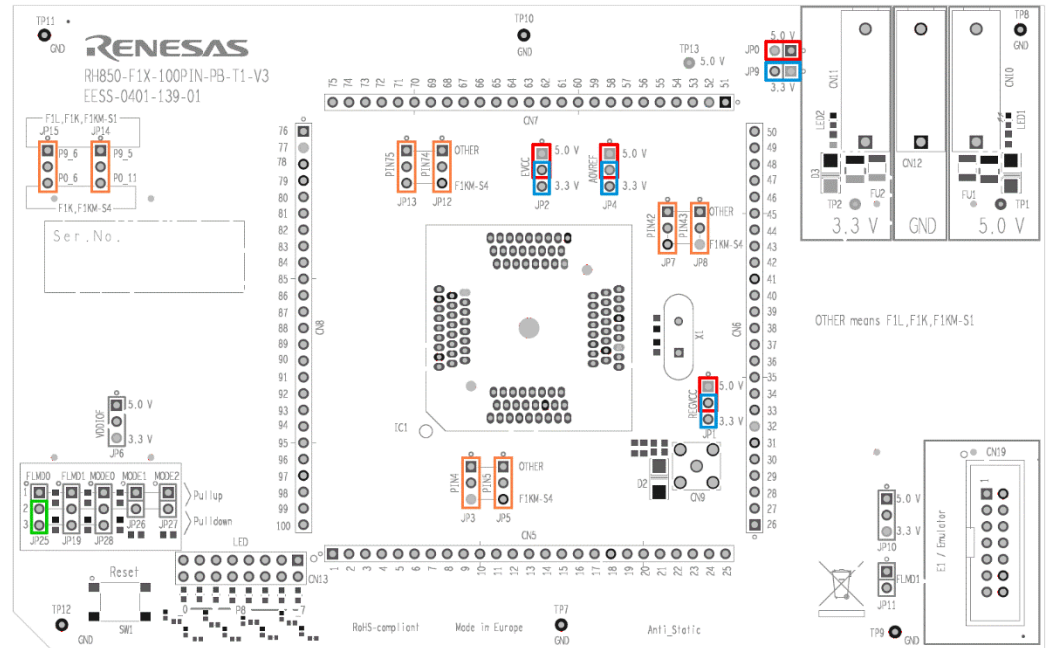 TP11
GND
RENESAS
RH850-F1X-100PIN-PB-T1-V3
EESS-0401-139-01
TP10
GND
TP13
5.0 V
5.0 V
JP0
JP9
3.3 V
CN11
CN10
TP8
GND
LED2
LED1
D3
CN12
FU2
FU1
TP2
TP1
3.3 V
GND
5.0 V
75 74 73 72 71 70 69 68 67 66 65 64 63 62 61 60 59 58 57 56 55 54 53 52 51
CN7
F1L,F1K,F1KM-S1
JP15
JP14
P9_6
P9_5
P0_6
P0_11
F1K,F1KM-S4
Ser.No.
76
77
78
79
80
81
82
83
84
85
86
87
88
89
90
91
92
93
94
95
96
97
98
99
100
CN8
PIN75
PIN74
OTHER
F1KM-S4
JP13
JP12
EVCC
5.0 V
3.3 V
JP2
A0VREF
5.0 V
3.3 V
JP4
PIN42
PIN43
OTHER
F1KM-S4
JP7
JP8
50
49
48
47
46
45
44
43
42
41
40
39
38
37
36
35
34
33
32
31
30
29
28
27
26
CN6
OTHER means F1L,F1K,F1KM-S1
X1
IC1
REGVCC
5.0 V
3.3 V
JP1
D2
CN9
VDDIOF
5.0 V
3.3 V
JP6
FLMD0
FLMD1
MODE0
MODE1
MODE2
1
2
3
Pullup
Pulldown
JP25
JP19
JP28
JP26
JP27
PIN4
PIN5
OTHER
F1KM-S4
JP3
JP5
CN5
1 2 3 4 5 6 7 8 9 10 11 12 13 14 15 16 17 18 19 20 21 22 23 24 25
LED
CN13
Reset
SW1
0 P8 7
TP12
GND
RoHS-compliant
Made in Europe
TP7
GND
Anti_Static
5.0 V
3.3 V
JP10
FLMD1
JP11
TP9
GND
CN19
1
E1 / Emulator